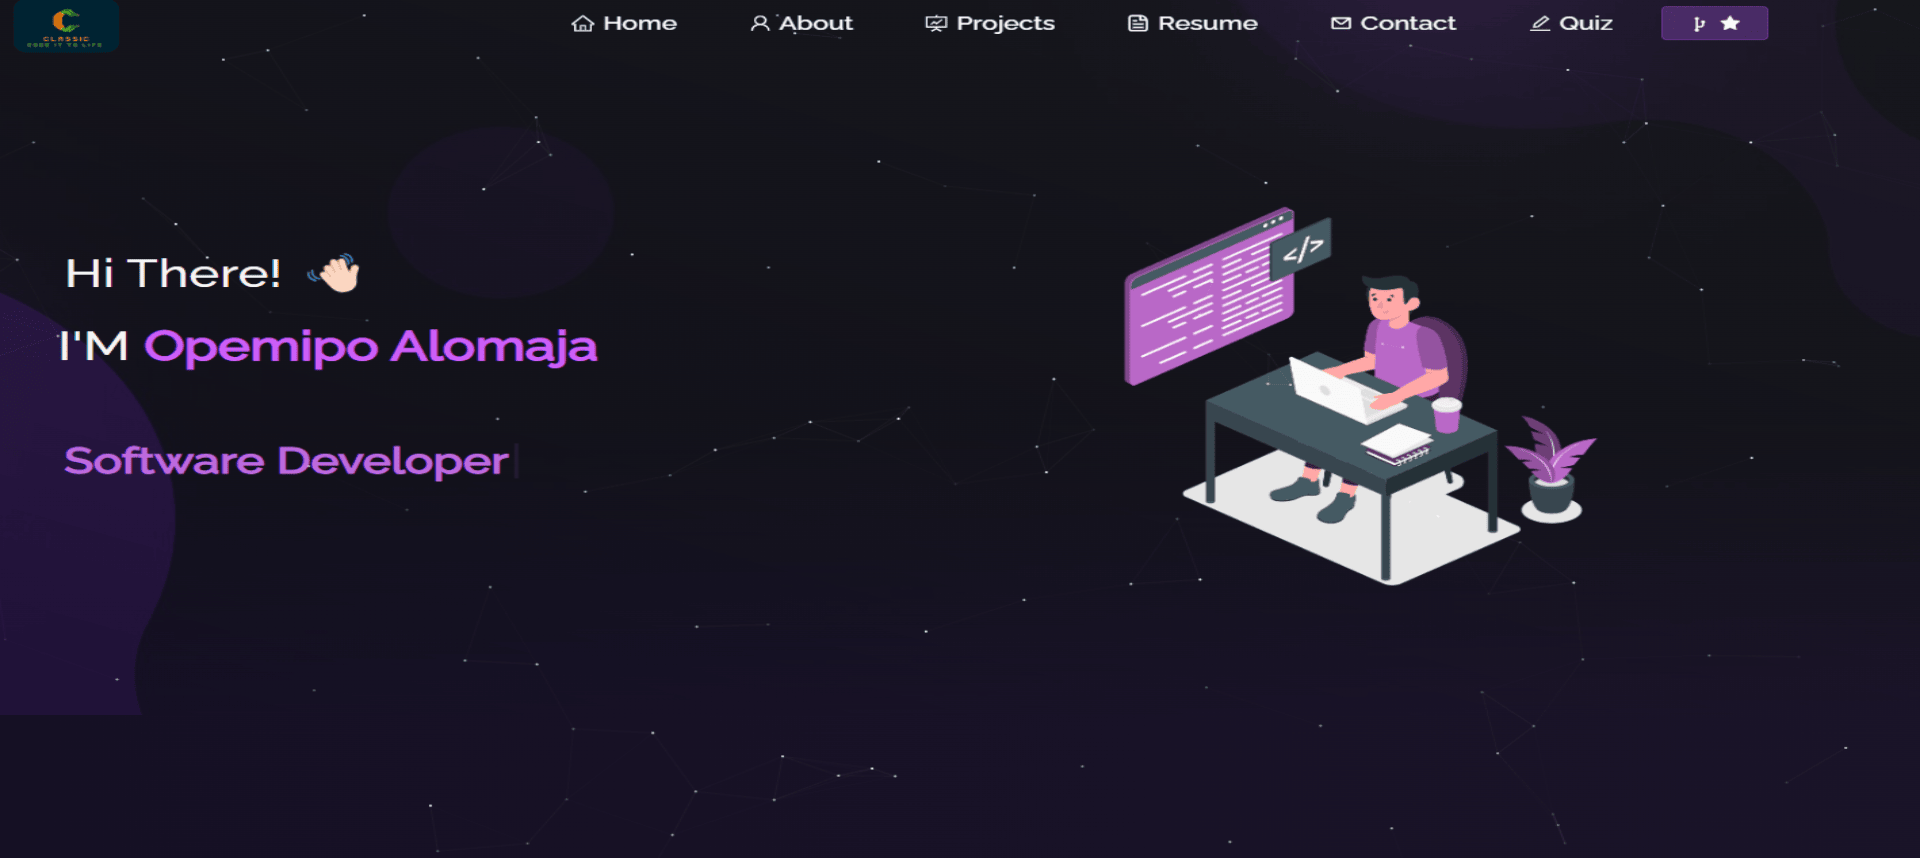 CLASSIC
CODE IT TO LIFE
Home
About
Projects
Resume
Contact
Quiz
Hi There! 👋🏻
I'M Opemipo Alomaja
Software Developer
</>